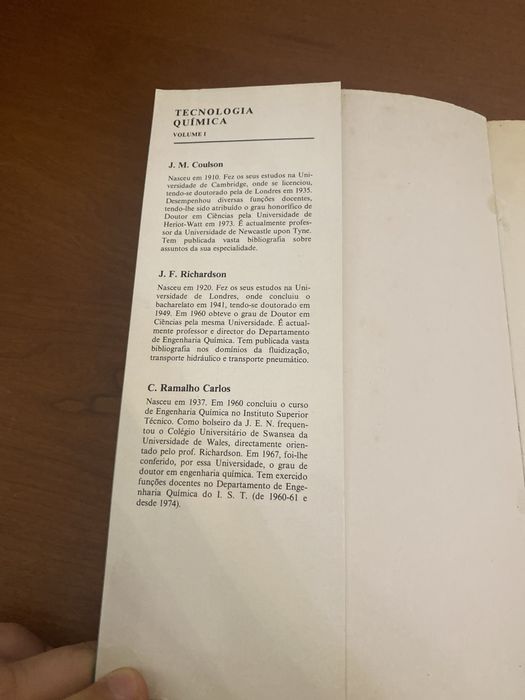 TECNOLOGIA
QUÍMICA
VOLUME I
J. M. Coulson
Nasceu em 1910. Fez os seus estudos na Uni-
versidade de Cambridge, onde se licenciou,
tendo-se doutorado pela de Londres em 1935.
Desempenhou diversas funções docentes,
tendo-lhe sido atribuído o grau honorífico de
Doutor em Ciências pela Universidade de
Heriot-Watt em 1973. É actualmente profes-
sor da Universidade de Newcastle upon Tyne.
Tem publicada vasta bibliografia sobre
assuntos da sua especialidade.
J. F. Richardson
Nasceu em 1920. Fez os seus estudos na Uni-
versidade de Londres, onde concluiu o
bacharelato em 1941, tendo-se doutorado em
1949. Em 1960 obteve o grau de Doutor em
Ciências pela mesma Universidade. É actual-
mente professor e director do Departamento
de Engenharia Química. Tem publicada vasta
bibliografia nos domínios da fluidização,
transporte hidráulico e transporte pneumático.
C. Ramalho Carlos
Nasceu em 1937. Em 1960 concluiu o curso
de Engenharia Química no Instituto Superior
Técnico. Como bolseiro da J. E. N. frequen-
tou o Colégio Universitário de Swansea da
Universidade de Wales, directamente orien-
tado pelo prof. Richardson. Em 1967, foi-lhe
conferido, por essa Universidade, o grau de
doutor em engenharia química. Tem exercido
funções docentes no Departamento de Enge-
nharia Química do I. S. T. (de 1960-61 e
desde 1974).